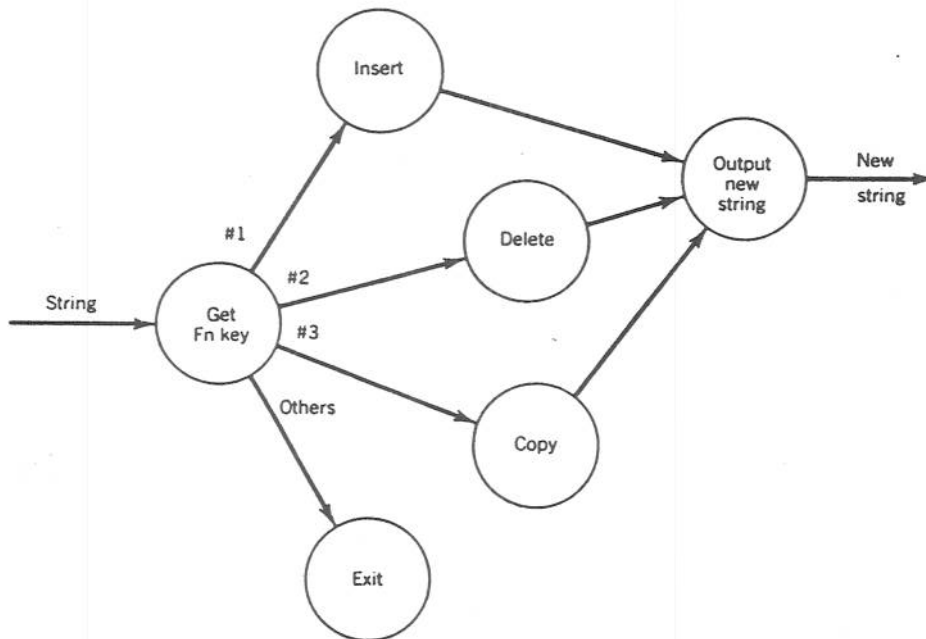 Insert
Output
new
string
New
string
Delete
#1
#2
String
Get
Fn key
#3
Others
Copy
Exit